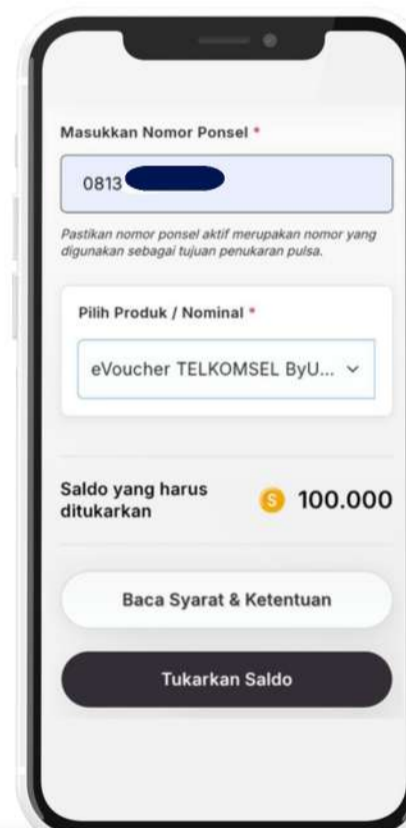 Masukkan Nomor Ponsel *
0813
Pastikan nomor ponsel aktif merupakan nomor yang
digunakan sebagai tujuan penukaran pulsa.
Pilih Produk / Nominal *
eVoucher TELKOMSEL ByU...
Saldo yang harus
ditukarkan
S 100.000
Baca Syarat & Ketentuan
Tukarkan Saldo